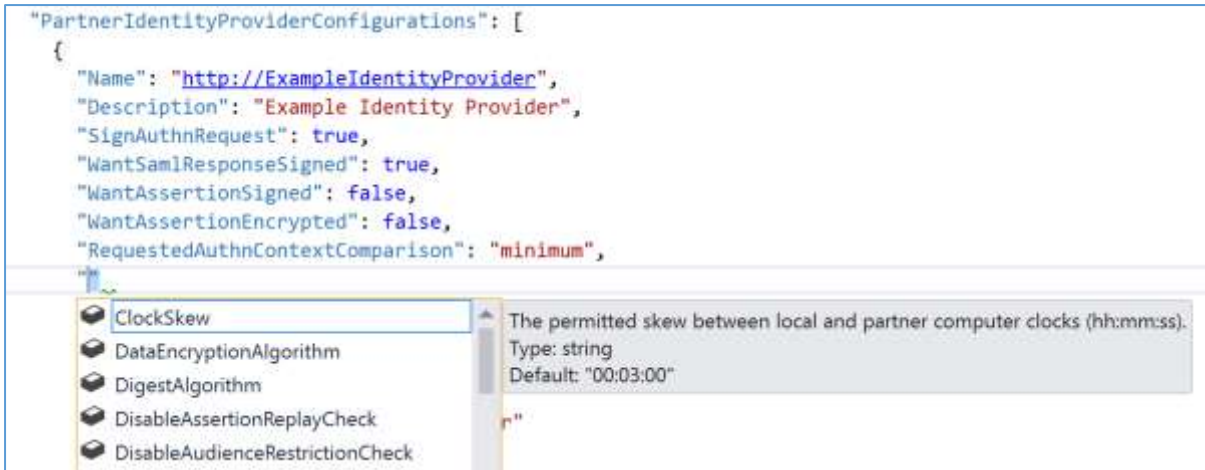 "PartnerIdentityProviderConfigurations": [
{
"Name": "http://ExampleIdentityProvider",
"Description": "Example Identity Provider",
"SignAuthnRequest": true,
"WantSamlResponseSigned": true,
"WantAssertionSigned": false,
"WantAssertionEncrypted": false,
"RequestedAuthnContextComparison": "minimum",
""
ClockSkew
DataEncryptionAlgorithm
DigestAlgorithm
DisableAssertionReplayCheck
DisableAudienceRestrictionCheck
The permitted skew between local and partner computer clocks (hh:mm:ss).
Type: string
Default: "00:03:00"
r"